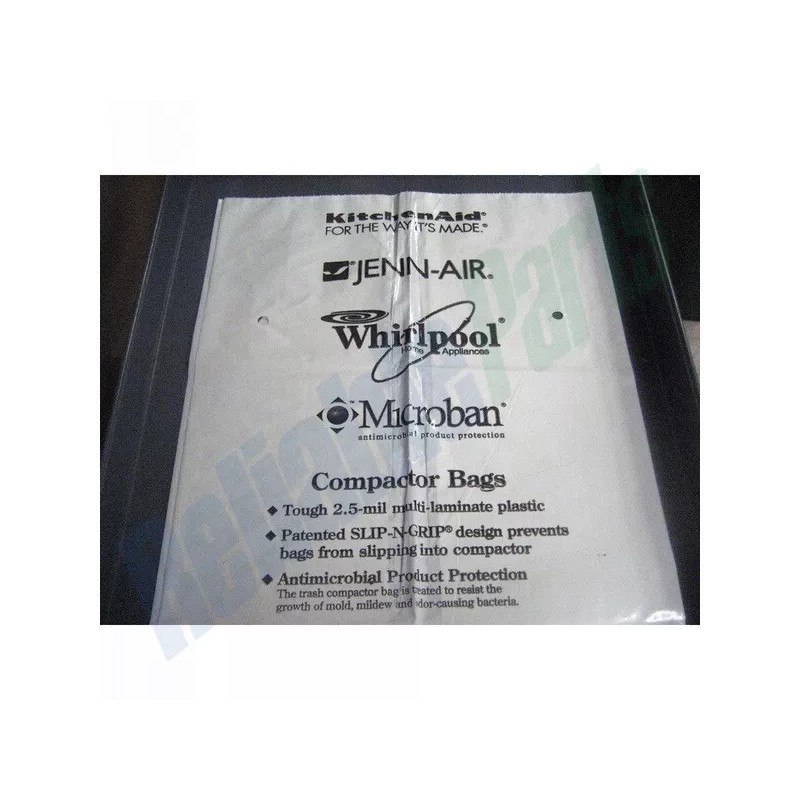 KitchenAid®
FOR THE WAY IT'S MADE.®
JENN-AIR®
Whirlpool®
Home Appliances
Microban®
antimicrobial product protection
Compactor Bags
◆ Tough 2.5-mil multi-laminate plastic
◆ Patented SLIP-N-GRIP® design prevents
bags from slipping into compactor
◆ Antimicrobial Product Protection
The trash compactor bag is treated to resist the
growth of mold, mildew and odor-causing bacteria.
Reliable Parts